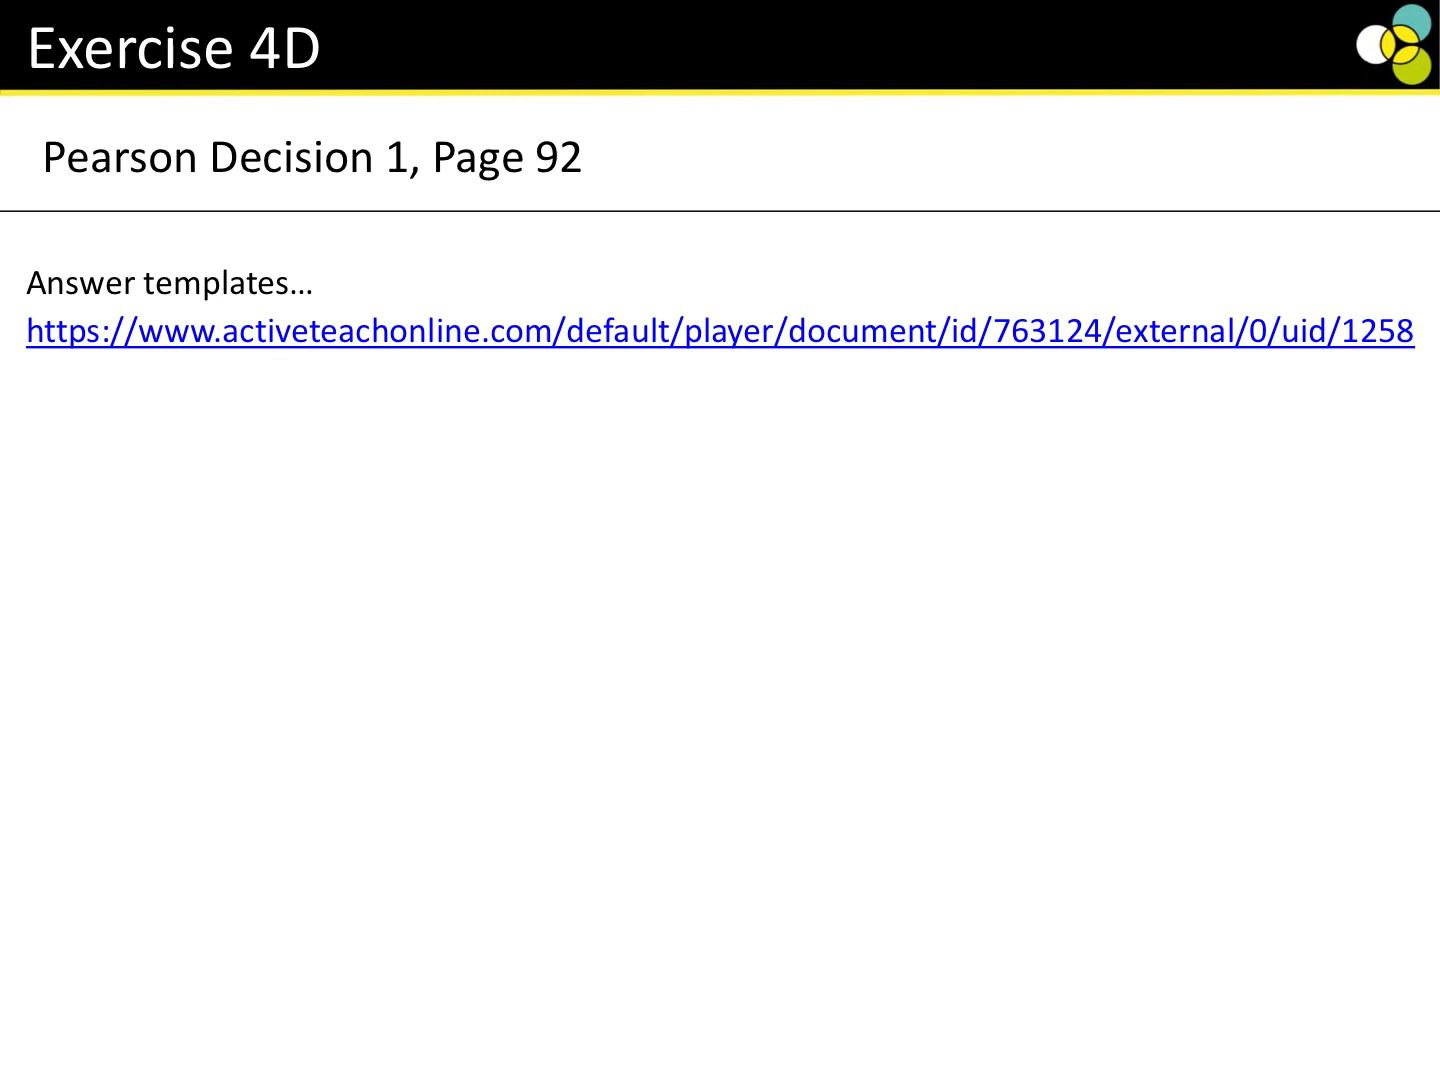 Exercise 4D
Pearson Decision 1, Page 92
Answer templates…
https://www.activeteachonline.com/default/player/document/id/763124/external/0/uid/1258